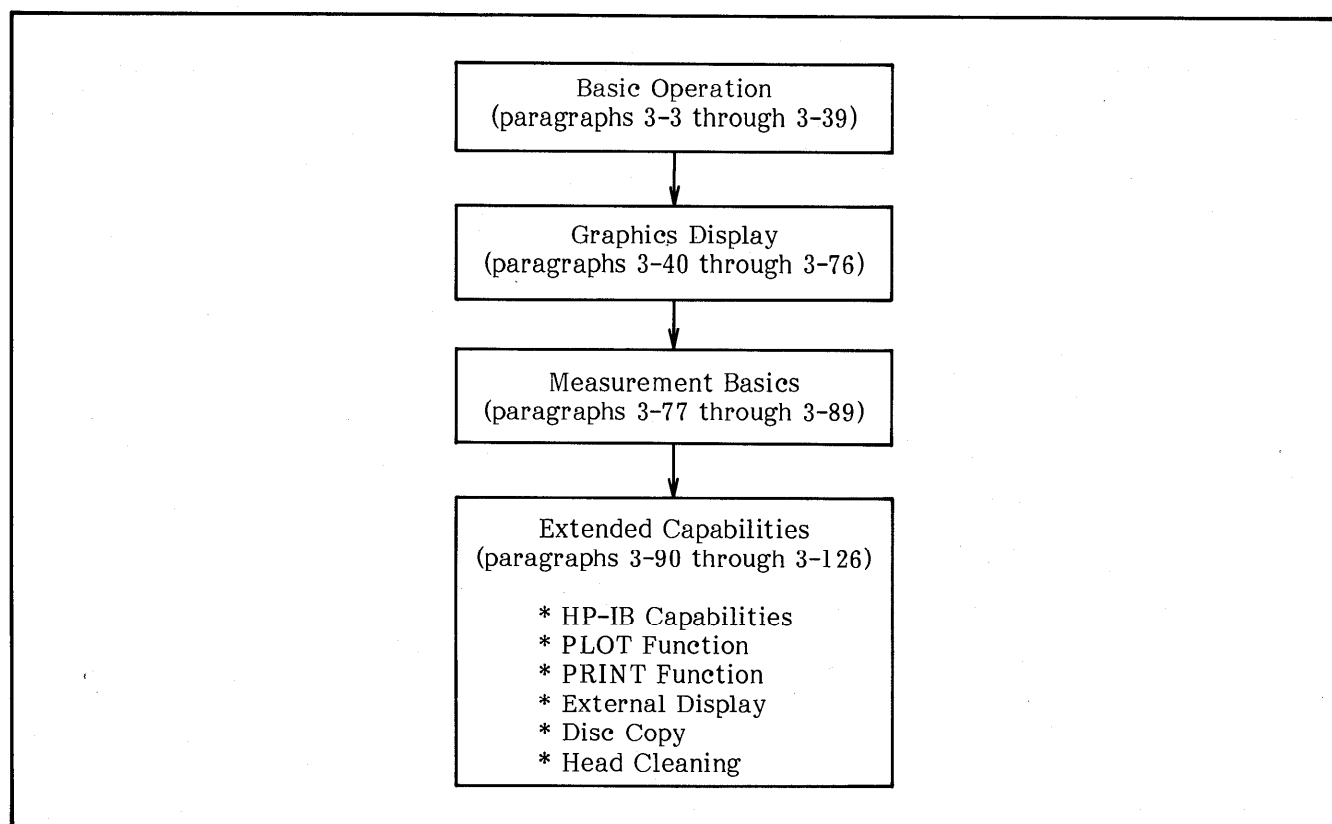 Basic Operation
(paragraphs 3-3 through 3-39)
Graphics Display
(paragraphs 3-40 through 3-76)
Measurement Basics
(paragraphs 3-77 through 3-89)
Extended Capabilities
(paragraphs 3-90 through 3-126)
* HP-IB Capabilities
* PLOT Function
* PRINT Function
* External Display
* Disc Copy
* Head Cleaning